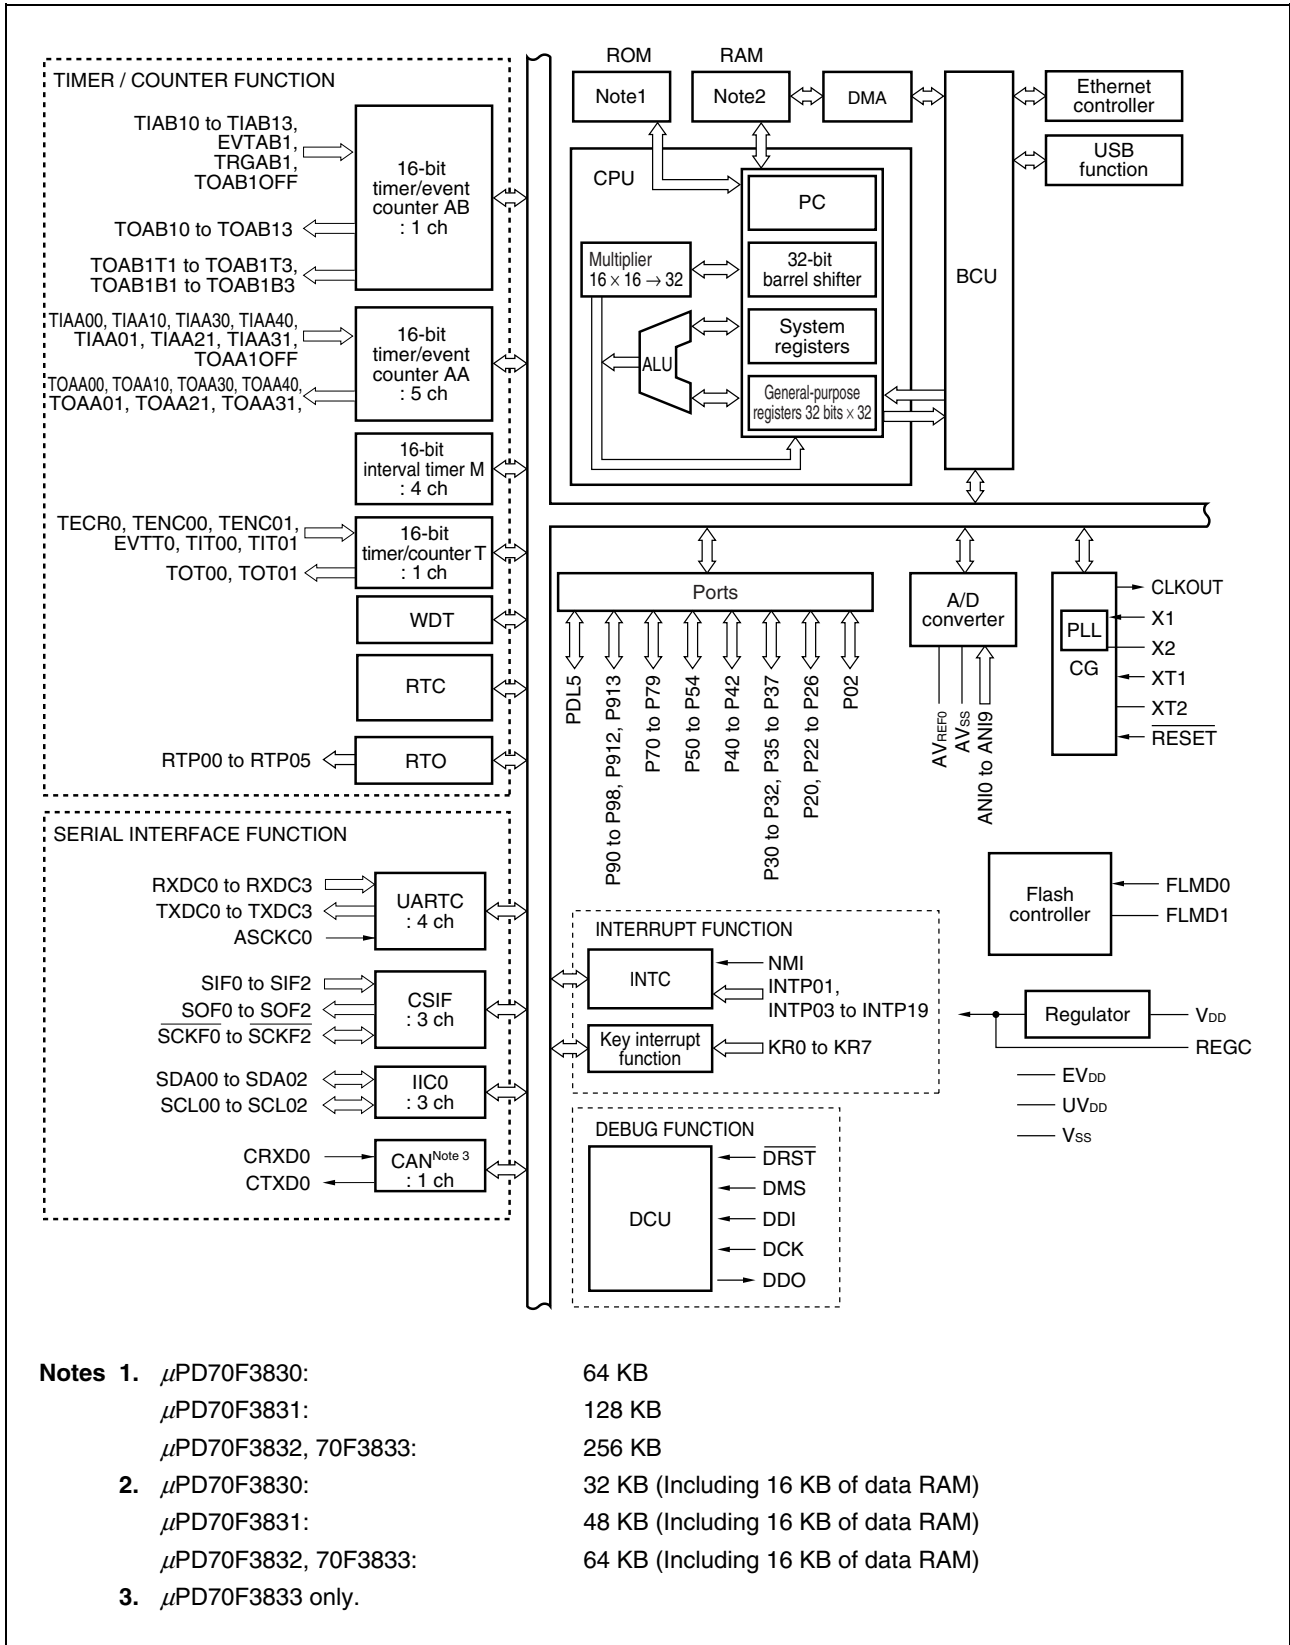 TIMER / COUNTER FUNCTION
TIAB10 to TIAB13,
EVTAB1,
TRGAB1,
TOAB1OFF
TOAB10 to TOAB13
TOAB1T1 to TOAB1T3,
TOAB1B1 to TOAB1B3
16-bit
timer/event
counter AB
: 1 ch
TIAA00, TIAA10, TIAA30, TIAA40,
TIAA01, TIAA21, TIAA31,
TOAA1OFF
TOAA00, TOAA10, TOAA30, TOAA40,
TOAA01, TOAA21, TOAA31,
16-bit
timer/event
counter AA
: 5 ch
16-bit
interval timer M
: 4 ch
TECR0, TENC00, TENC01,
EVTT0, TIT00, TIT01
TOT00, TOT01
16-bit
timer/counter T
: 1 ch
WDT
RTC
RTP00 to RTP05
RTO
SERIAL INTERFACE FUNCTION
RXDC0 to RXDC3
TXDC0 to TXDC3
ASCKC0
UARTC
: 4 ch
SIF0 to SIF2
SOF0 to SOF2
SCKF0 to SCKF2
CSIF
: 3 ch
SDA00 to SDA02
SCL00 to SCL02
IIC0
: 3 ch
CRXD0
CTXD0
CAN Note 3
: 1 ch
ROM
Note1
RAM
Note2
DMA
BCU
Ethernet
controller
USB
function
CPU
PC
Multiplier
16 × 16 → 32
32-bit
barrel shifter
ALU
System
registers
General-purpose
registers 32 bits × 32
Ports
PDL5
P90 to P98, P912, P913
P70 to P79
P50 to P54
P40 to P42
P30 to P32, P35 to P37
P20, P22 to P26
P02
A/D
converter
AVREF0
AVSS
ANI0 to ANI9
PLL
CG
CLKOUT
X1
X2
XT1
XT2
RESET
Flash
controller
FLMD0
FLMD1
INTERRUPT FUNCTION
INTC
NMI
INTP01,
INTP03 to INTP19
Key interrupt
function
KR0 to KR7
Regulator
VDD
REGC
EVDD
UVDD
VSS
DEBUG FUNCTION
DCU
DRST
DMS
DDI
DCK
DDO
Notes 1. μPD70F3830: 64 KB
μPD70F3831: 128 KB
μPD70F3832, 70F3833: 256 KB
2. μPD70F3830: 32 KB (Including 16 KB of data RAM)
μPD70F3831: 48 KB (Including 16 KB of data RAM)
μPD70F3832, 70F3833: 64 KB (Including 16 KB of data RAM)
3. μPD70F3833 only.